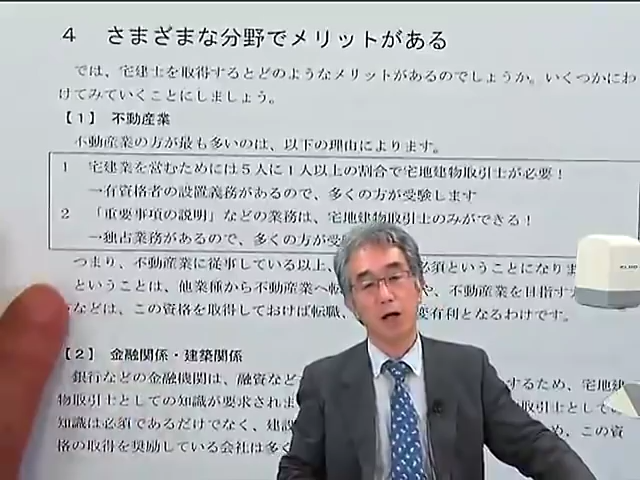 4 さまざまな分野でメリットがある
では、宅建士を取得するとどのようなメリットがあるのでしょうか。いくつかにわ
けてみていくことにしましょう。
【1】 不動産業
不動産業の方が最も多いのは、以下の理由によります。
1 宅建業を営むためには5人に1人以上の割合で宅地建物取引士が必要！
→有資格者の設置義務があるので、多くの方が受験します
2 「重要事項の説明」などの業務は、宅地建物取引士のみができる！
→独占業務があるので、多くの方が受験
つまり、不動産業に従事している以上、 必須ということになりま
ということは、他業種から不動産業へ転 や、不動産業を目指す
などは、この資格を取得しておけば転職、 変有利となるわけです。
【2】 金融関係・建築関係
銀行などの金融機関は、融資など するため、宅地建
物取引士としての知識が要求されま 取引士としての
知識は必須であるだけでなく、建設 め、この資
格の取得を奨励している会社は多く